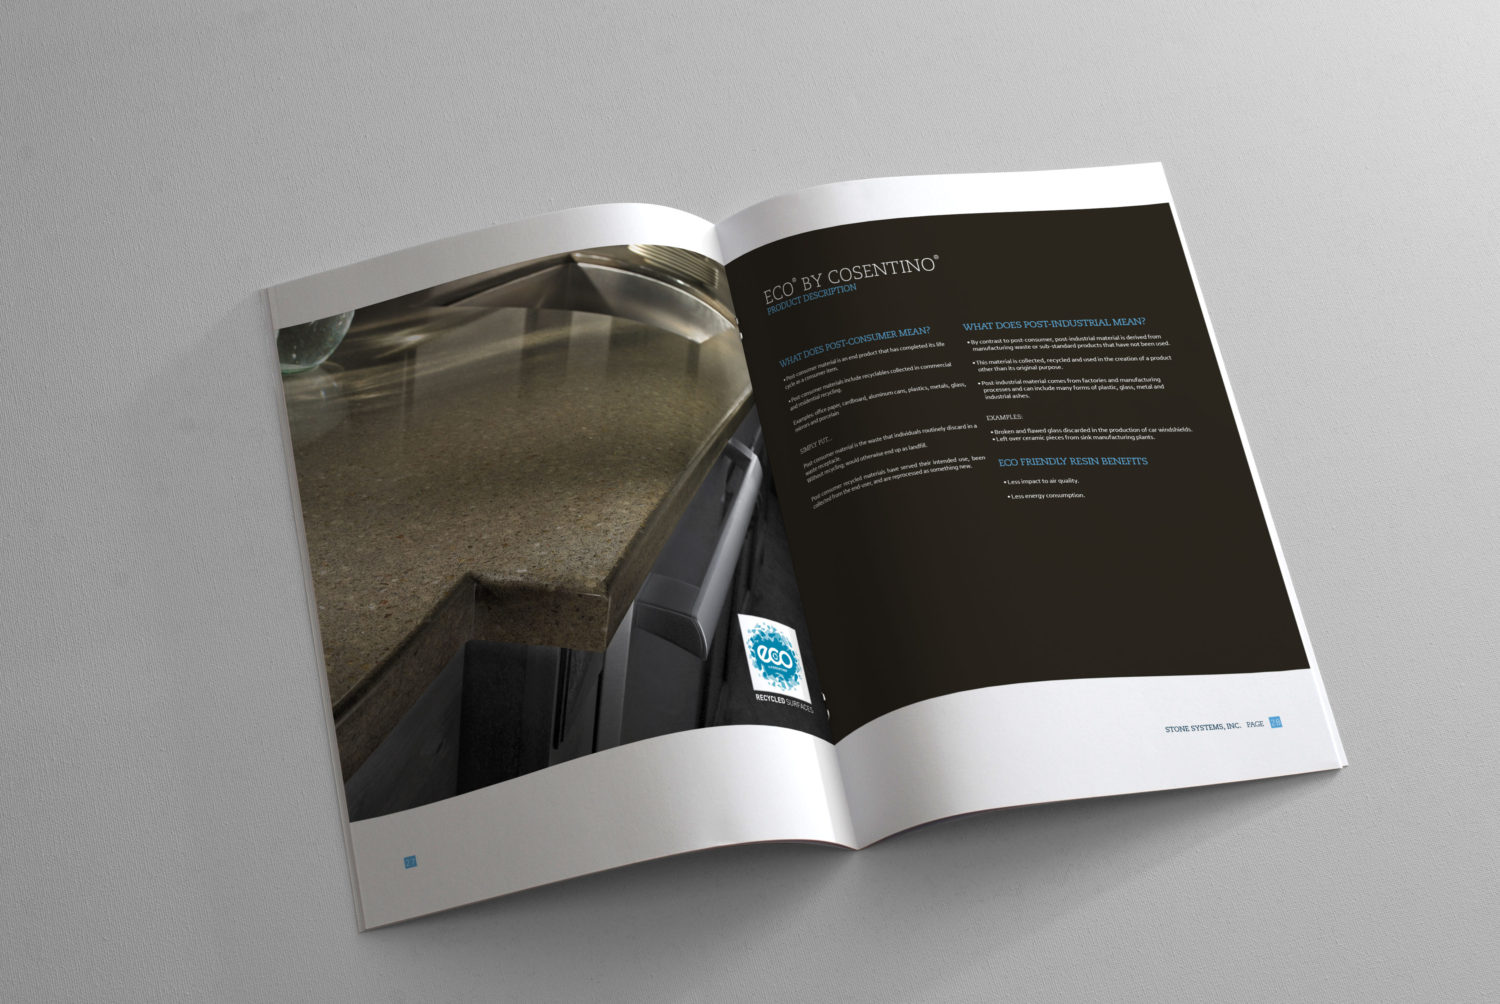 eco
RECYCLED SURFACES
27
ECO® BY COSENTINO®
PRODUCT DESCRIPTION
WHAT DOES POST-CONSUMER MEAN?
• Post-consumer material is an end product that has completed its life
cycle as a consumer item.
• Post-consumer materials include recyclables collected in commercial
and residential recycling.
Examples: office paper, cardboard, aluminum cans, plastics, metals, glass,
mirrors and porcelain
SIMPLY PUT...
Post-consumer material is the waste that individuals routinely discard in a
waste receptacle.
Without recycling, would otherwise end up as landfill.
Post-consumer recycled materials have served their intended use, been
collected from the end-user, and are reprocessed as something new.
WHAT DOES POST-INDUSTRIAL MEAN?
• By contrast to post-consumer, post-industrial material is derived from
manufacturing waste or sub-standard products that have not been used.
• This material is collected, recycled and used in the creation of a product
other than its original purpose.
• Post-industrial material comes from factories and manufacturing
processes and can include many forms of plastic, glass, metal and
industrial ashes.
EXAMPLES:
• Broken and flawed glass discarded in the production of car windshields.
• Left over ceramic pieces from sink manufacturing plants.
ECO FRIENDLY RESIN BENEFITS
• Less impact to air quality.
• Less energy consumption.
STONE SYSTEMS, INC. PAGE